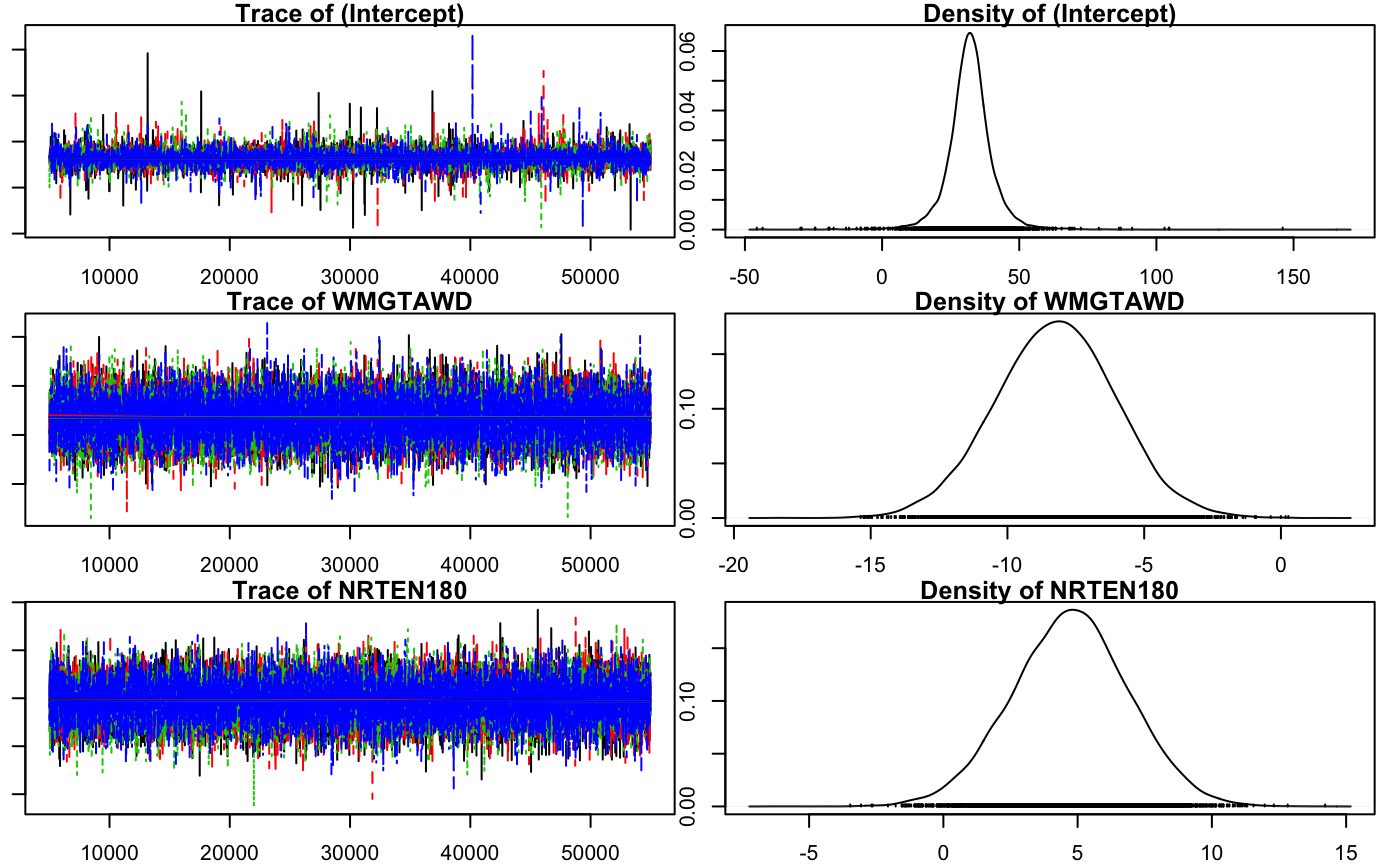 Trace of (Intercept)
10000 20000 30000 40000 50000
Density of (Intercept)
0.00 0.02 0.04 0.06
-50 0 50 100 150
Trace of WMGTAWD
10000 20000 30000 40000 50000
Density of WMGTAWD
0.00 0.10
-20 -15 -10 -5 0
Trace of NRTEN180
10000 20000 30000 40000 50000
Density of NRTEN180
0.00 0.10
-5 0 5 10 15